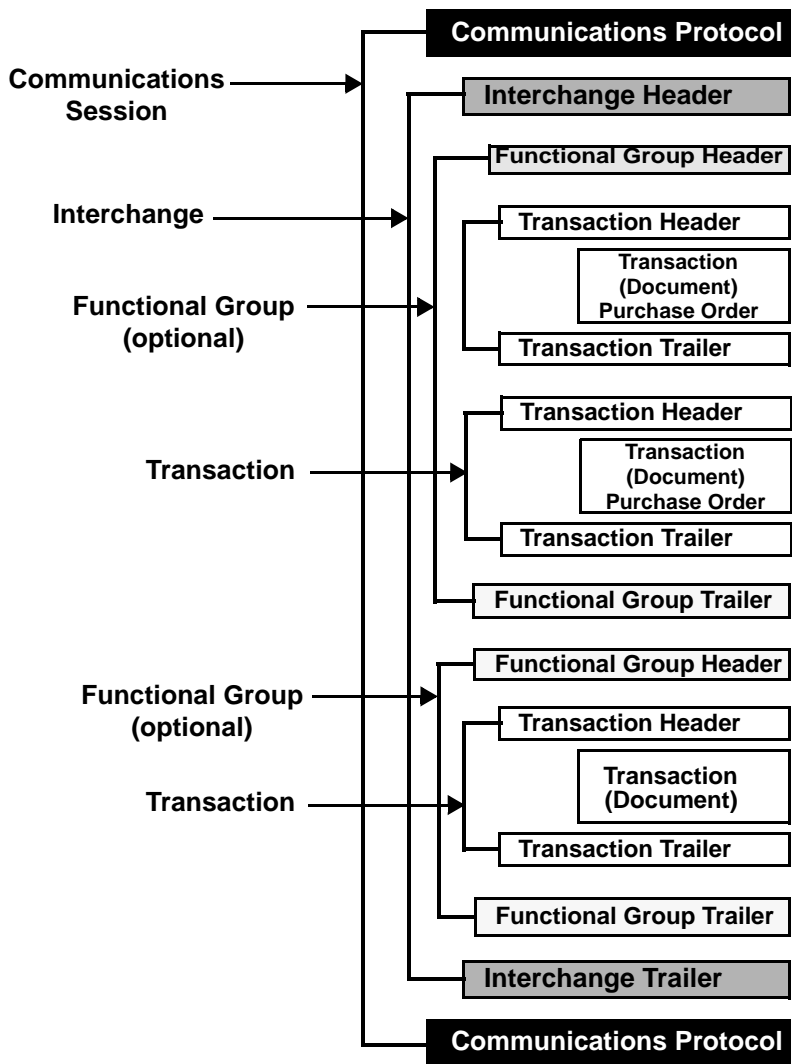 Communications Protocol
Communications
Session
Interchange Header
Functional Group Header
Interchange
Transaction Header
Transaction
(Document)
Purchase Order
Functional Group
(optional)
Transaction Trailer
Transaction Header
Transaction
(Document)
Purchase Order
Transaction
Transaction Trailer
Functional Group Trailer
Functional Group Header
Functional Group
(optional)
Transaction Header
Transaction
(Document)
Transaction
Transaction Trailer
Functional Group Trailer
Interchange Trailer
Communications Protocol